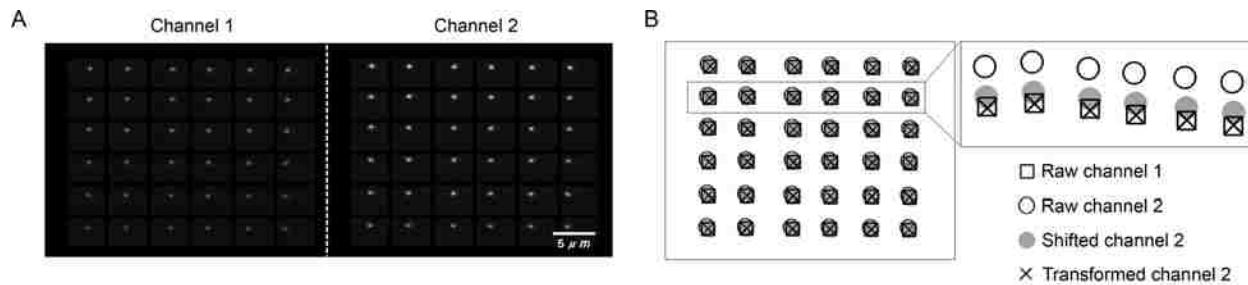 A
Channel 1
Channel 2
5 μm
B
Raw channel 1
Raw channel 2
Shifted channel 2
Transformed channel 2